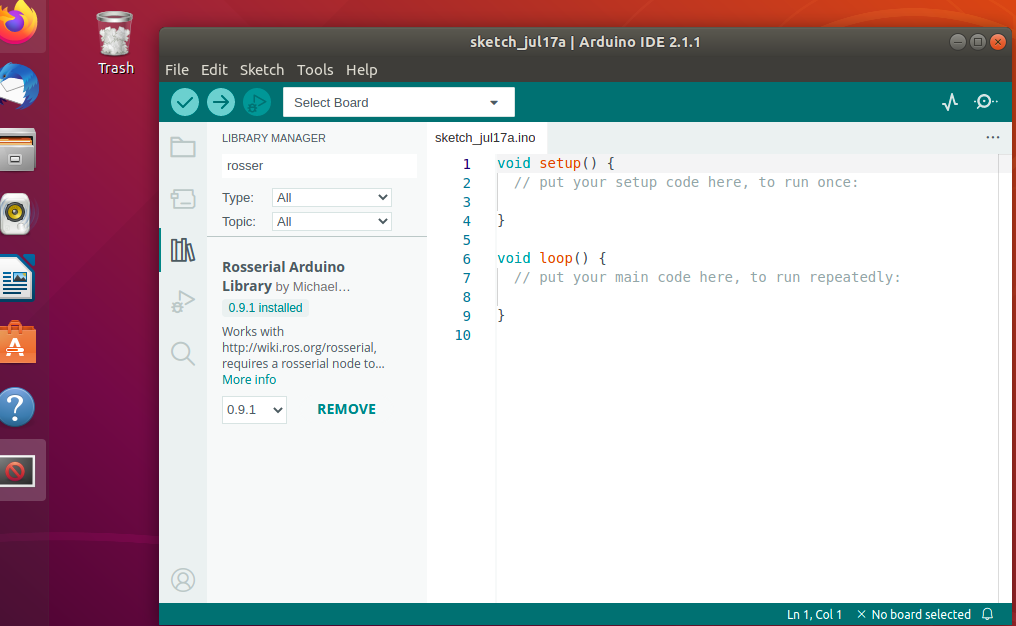 Trash
sketch_jul17a | Arduino IDE 2.1.1
File Edit Sketch Tools Help
Select Board
LIBRARY MANAGER
rosser
Type: All
Topic: All
Rosserial Arduino
Library by Michael…
0.9.1 installed
Works with
http://wiki.ros.org/rosserial,
requires a rosserial node to…
More info
0.9.1 REMOVE
sketch_jul17a.ino
1 void setup() {
2 // put your setup code here, to run once:
3
4 }
5
6 void loop() {
7 // put your main code here, to run repeatedly:
8
9 }
10
Ln 1, Col 1 × No board selected